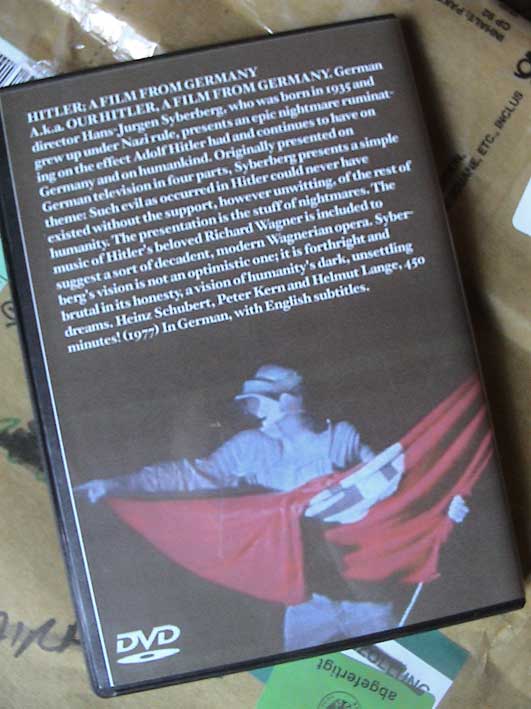 HITLER: A FILM FROM GERMANY
A.k.a. OUR HITLER, A FILM FROM GERMANY. German
director Hans-Jurgen Syberberg, who was born in 1935 and
grew up under Nazi rule, presents an epic nightmare ruminat-
ing on the effect Adolf Hitler had and continues to have on
Germany and on humankind. Originally presented on
German television in four parts, Syberberg presents a simple
theme: Such evil as occurred in Hitler could never have
existed without the support, however unwitting, of the rest of
humanity. The presentation is the stuff of nightmares. The
music of Hitler's beloved Richard Wagner is included to
suggest a sort of decadent, modern Wagnerian opera. Syber-
berg's vision is not an optimistic one; it is forthright and
brutal in its honesty, a vision of humanity's dark, unsettling
dreams. Heinz Schubert, Peter Kern and Helmut Lange, 450
minutes! (1977) In German, with English subtitles.
DVD
abgefertigt
ETC., INCLUS
CP 82